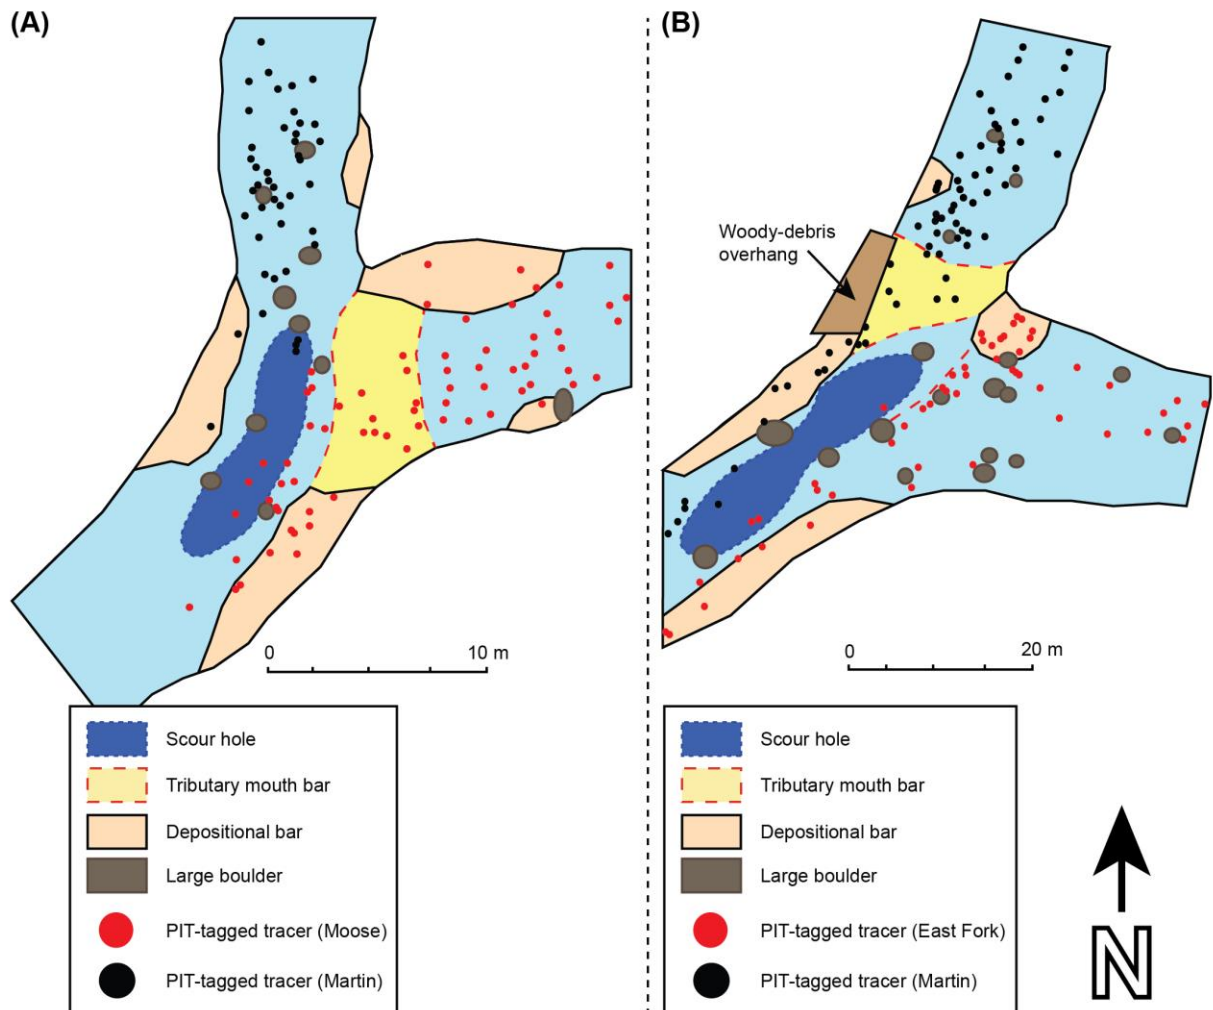 (A)
(B)
Woody-debris
overhang
0 10 m
0 20 m
Scour hole
Tributary mouth bar
Depositional bar
Large boulder
PIT-tagged tracer (Moose)
PIT-tagged tracer (Martin)
Scour hole
Tributary mouth bar
Depositional bar
Large boulder
PIT-tagged tracer (East Fork)
PIT-tagged tracer (Martin)
N